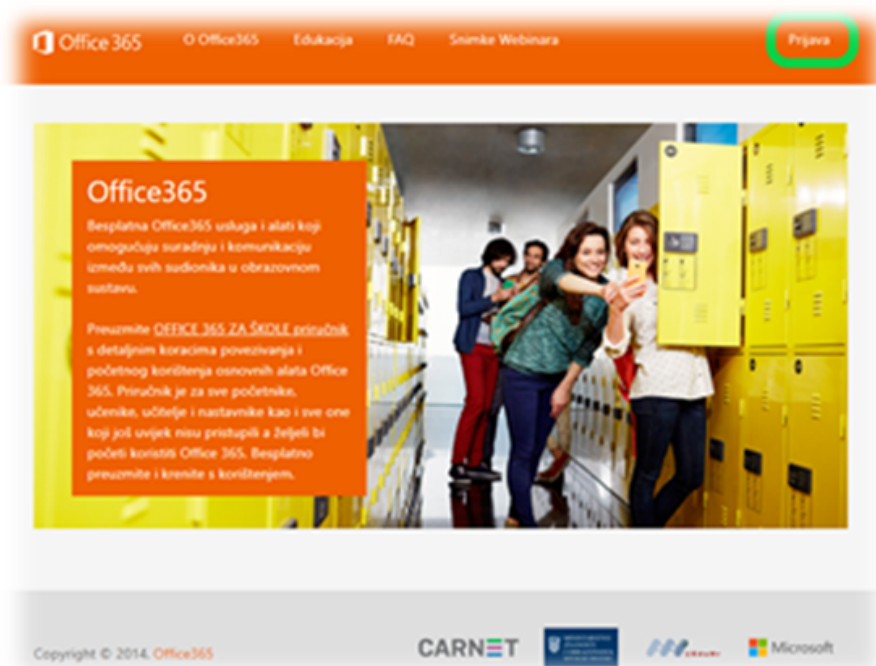 Office 365
O Office365
Edukacija
FAQ
Snimke Webinara
Prijava
Office365
Besplatna Office365 usluga i alati koji
omogućuju suradnju i komunikaciju
između svih sudionika u obrazovnom
sustavu.
Preuzmite OFFICE 365 ZA ŠKOLE priručnik
s detaljnim koracima povezivanja i
početnog korištenja osnovnih alata Office
365. Priručnik je za sve početnike,
učenike, učitelje i nastavnike kao i sve one
koji još uvijek nisu pristupili a željeli bi
početi koristiti Office 365. Besplatno
preuzmite i krenite s korištenjem.
Copyright © 2014. Office365
CARNET
Microsoft